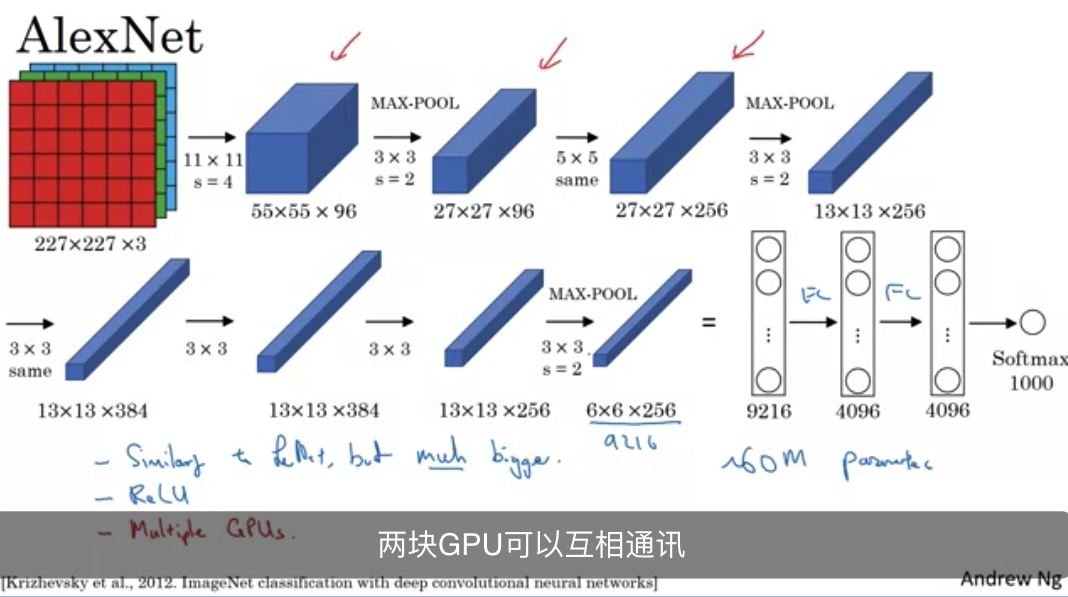 AlexNet
11 × 11
s = 4
MAX-POOL
3 × 3
s = 2
5 × 5
same
MAX-POOL
3 × 3
s = 2
227×227 ×3
55×55 × 96
27×27 ×96
27×27 ×256
13×13 ×256
3 × 3
same
3 × 3
3 × 3
MAX-POOL
3 × 3
s = 2
=
FC
FC
⋮
⋮
⋮
Softmax
1000
13×13 ×384
13×13 ×384
13×13 ×256
6×6 ×256
9216
9216
4096
4096
- Similarity to LeNet, but much bigger.
~60M parameters
- ReLU
- Multiple GPUs.
两块GPU可以互相通讯
[Krizhevsky et al., 2012. ImageNet classification with deep convolutional neural networks]
Andrew Ng